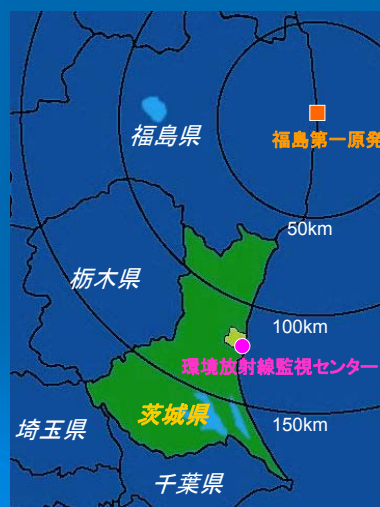 福島県
福島第一原発
50km
栃木県
100km
環境放射線監視センター
茨城県
150km
埼玉県
千葉県